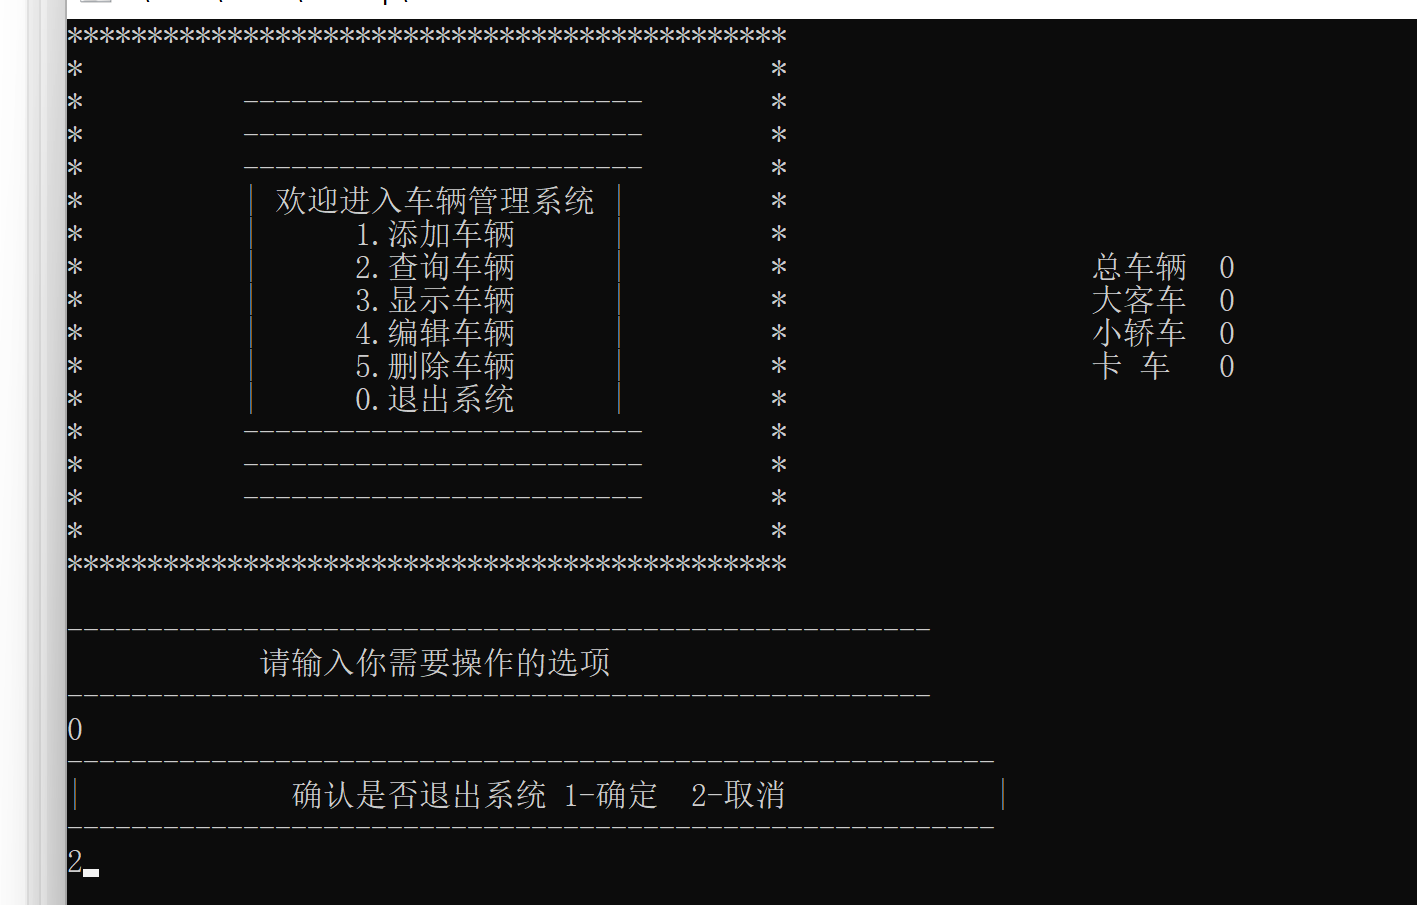 *********************************************
* *
* ------------------------- *
* ------------------------- *
* ------------------------- *
* | 欢迎进入车辆管理系统 | *
* | 1.添加车辆 | *
* | 2.查询车辆 | * 总车辆 0
* | 3.显示车辆 | * 大客车 0
* | 4.编辑车辆 | * 小轿车 0
* | 5.删除车辆 | * 卡 车 0
* | 0.退出系统 | *
* ------------------------- *
* ------------------------- *
* ------------------------- *
* *
*********************************************
------------------------------------------------------
请输入你需要操作的选项
------------------------------------------------------
0
----------------------------------------------------------
| 确认是否退出系统 1-确定 2-取消 |
----------------------------------------------------------
2